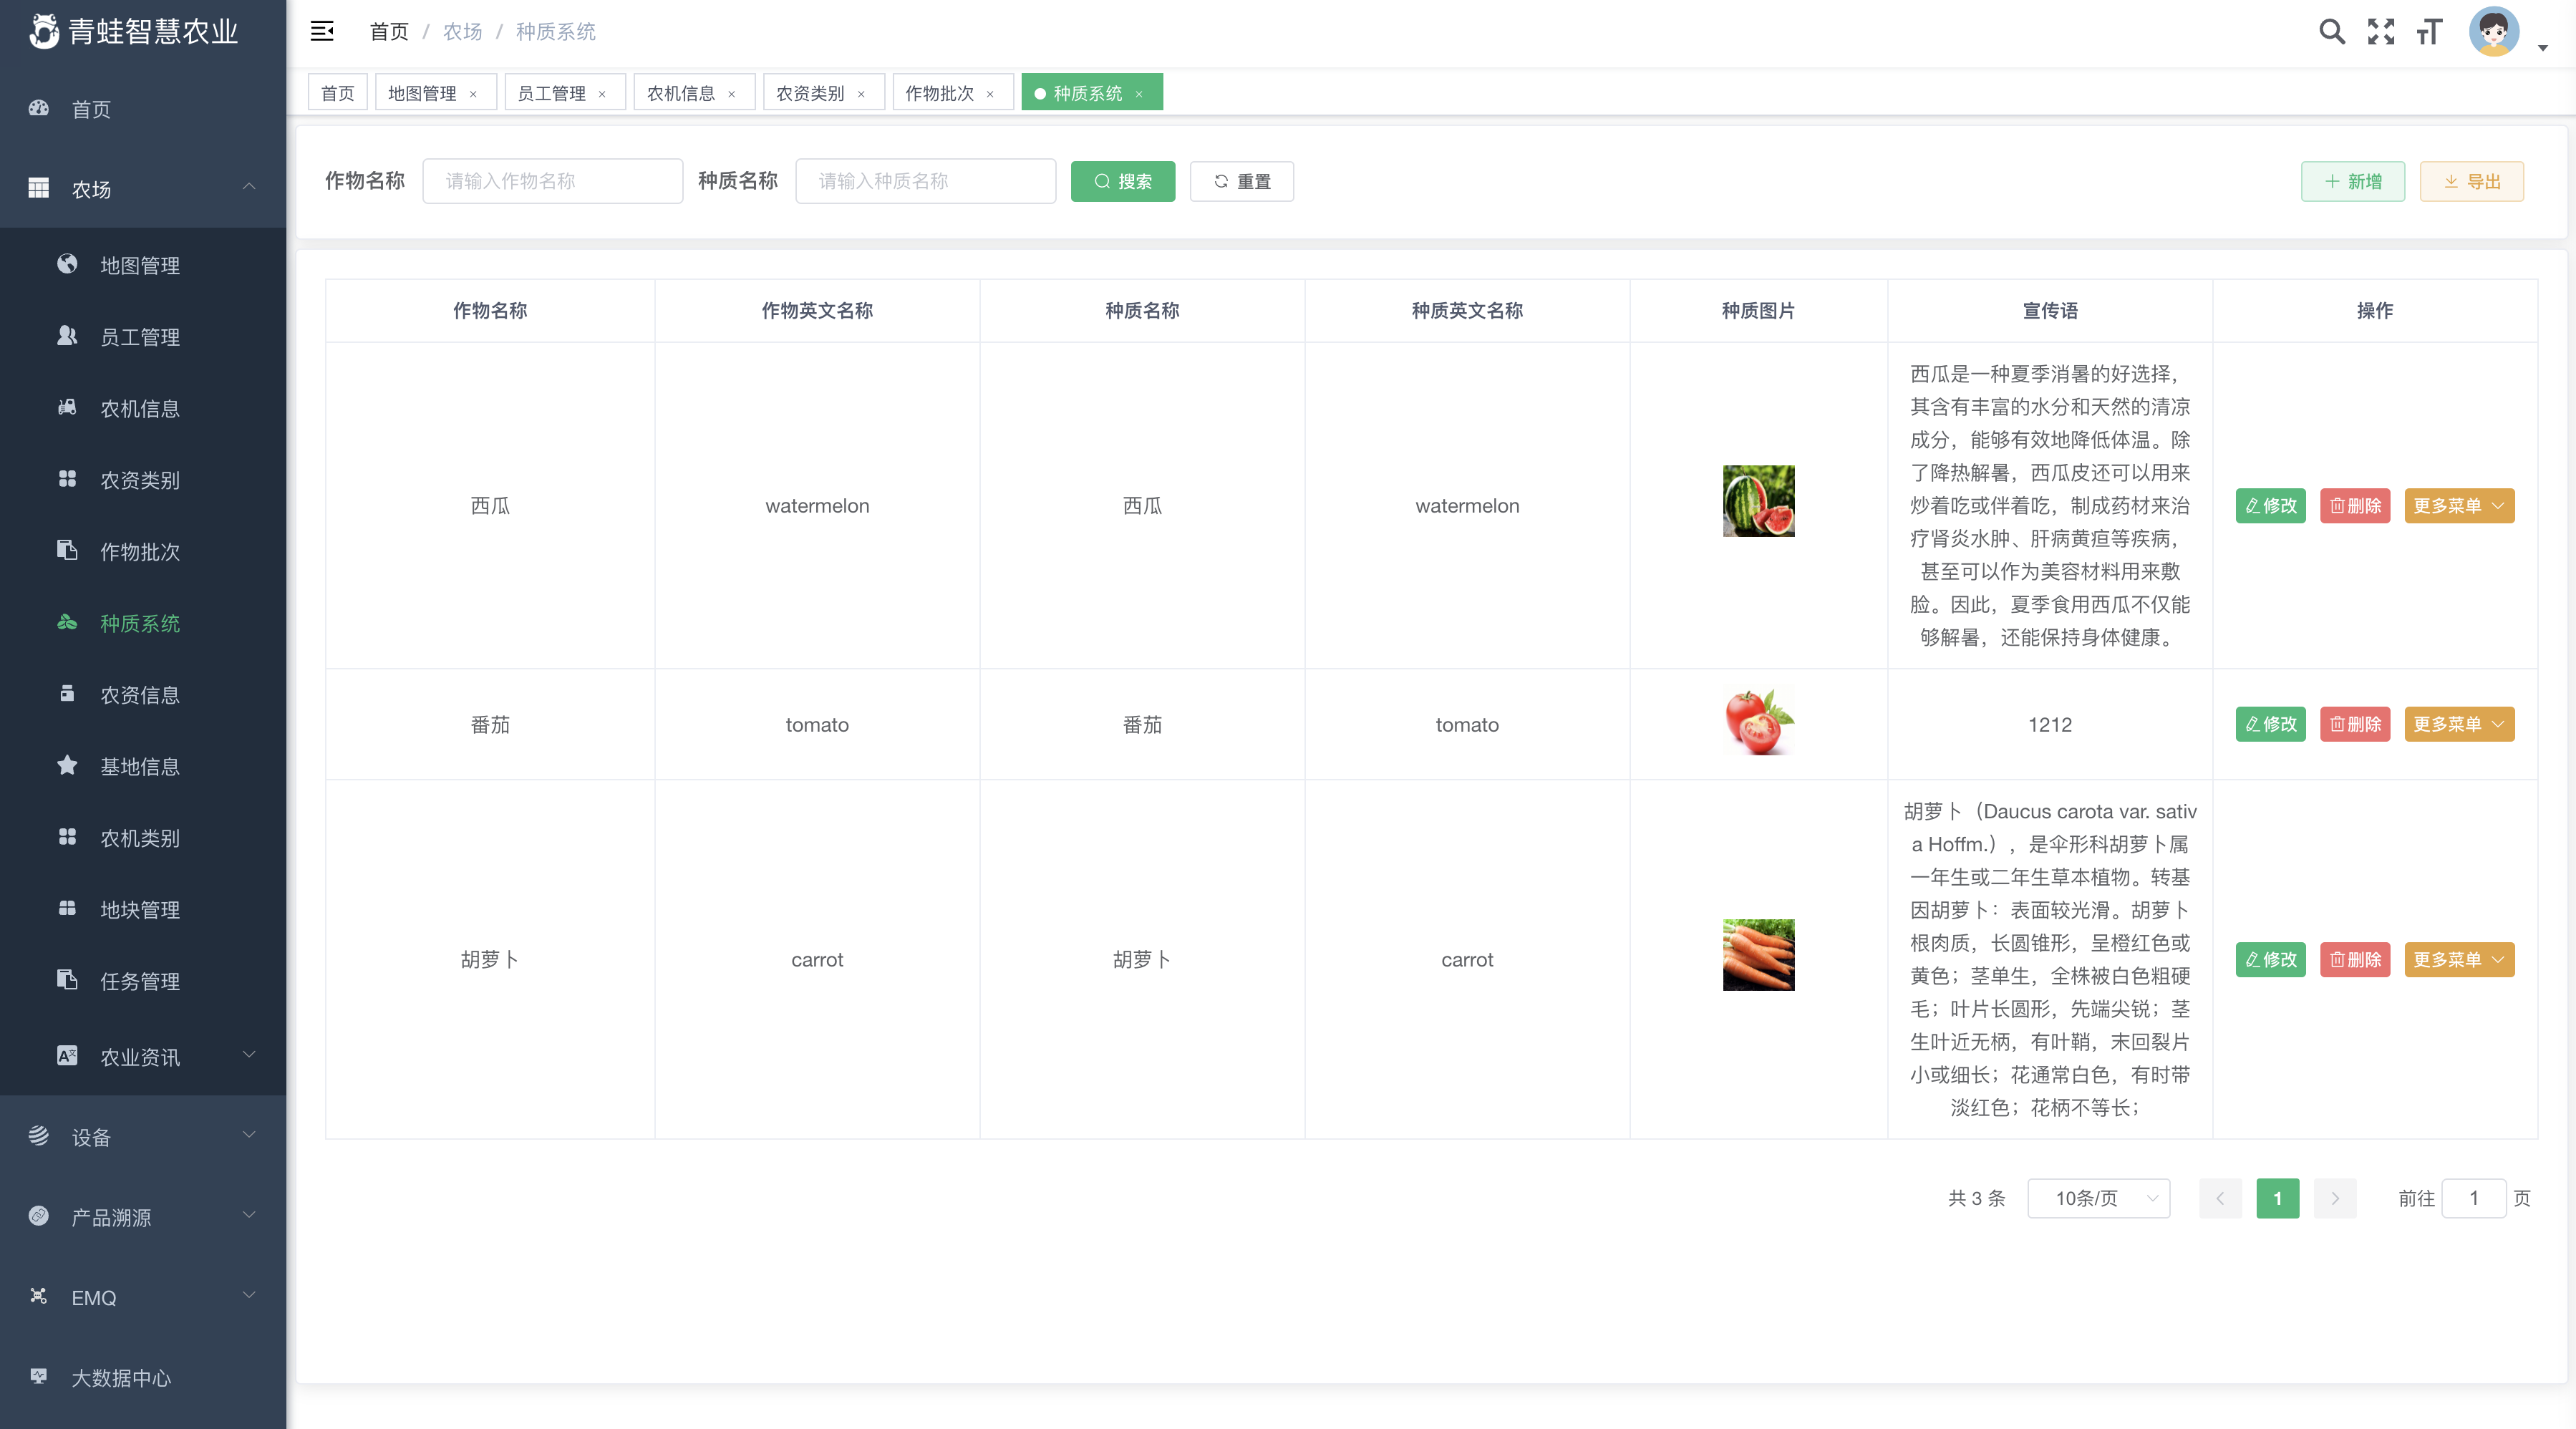 青蛙智慧农业
首页 / 农场 / 种质系统
首页
地图管理 ×
员工管理 ×
农机信息 ×
农资类别 ×
作物批次 ×
种质系统 ×
首页
农场
地图管理
员工管理
农机信息
农资类别
作物批次
种质系统
农资信息
基地信息
农机类别
地块管理
任务管理
农业资讯
设备
产品溯源
EMQ
大数据中心
作物名称 请输入作物名称 种质名称 请输入种质名称 搜索 重置 新增 导出
作物名称 作物英文名称 种质名称 种质英文名称 种质图片 宣传语 操作
西瓜 watermelon 西瓜 watermelon
西瓜是一种夏季消暑的好选择，
其含有丰富的水分和天然的清凉
成分，能够有效地降低体温。除
了降热解暑，西瓜皮还可以用来
炒着吃或伴着吃，制成药材来治
疗肾炎水肿、肝病黄疸等疾病，
甚至可以作为美容材料用来敷
脸。因此，夏季食用西瓜不仅能
够解暑，还能保持身体健康。
修改 删除 更多菜单
番茄 tomato 番茄 tomato 1212 修改 删除 更多菜单
胡萝卜 carrot 胡萝卜 carrot
胡萝卜（Daucus carota var. sativ
a Hoffm.），是伞形科胡萝卜属
一年生或二年生草本植物。转基
因胡萝卜：表面较光滑。胡萝卜
根肉质，长圆锥形，呈橙红色或
黄色；茎单生，全株被白色粗硬
毛；叶片长圆形，先端尖锐；茎
生叶近无柄，有叶鞘，末回裂片
小或细长；花通常白色，有时带
淡红色；花柄不等长；
修改 删除 更多菜单
共 3 条 10条/页 1 前往 1 页